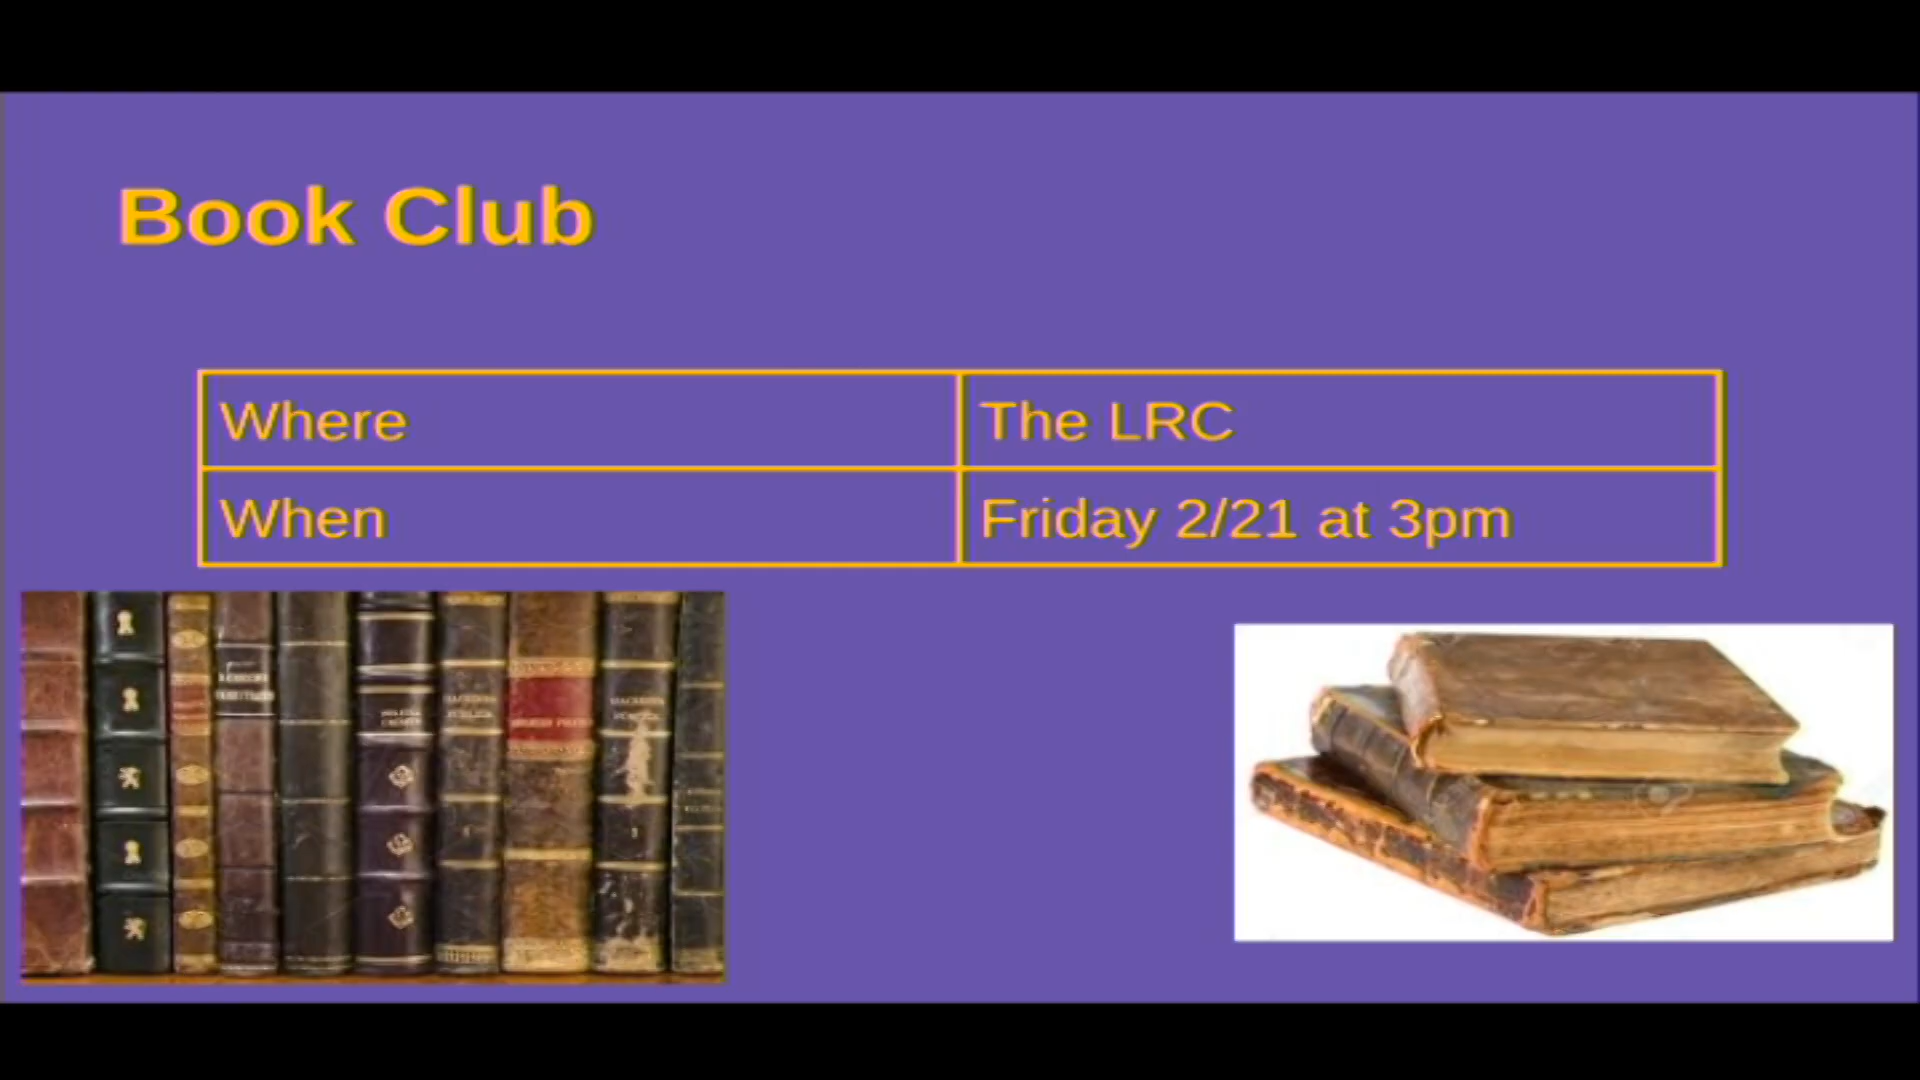 Book Club
Where
The LRC
When
Friday 2/21 at 3pm